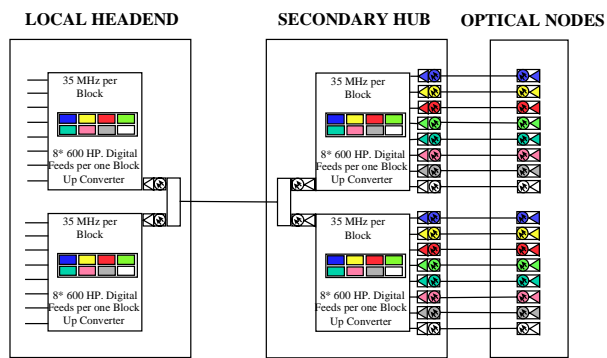 LOCAL HEADEND
SECONDARY HUB
OPTICAL NODES
35 MHz per
Block
8* 600 HP. Digital
Feeds per one Block
Up Converter
35 MHz per
Block
8* 600 HP. Digital
Feeds per one Block
Up Converter
35 MHz per
Block
8* 600 HP. Digital
Feeds per one Block
Up Converter
35 MHz per
Block
8* 600 HP. Digital
Feeds per one Block
Up Converter